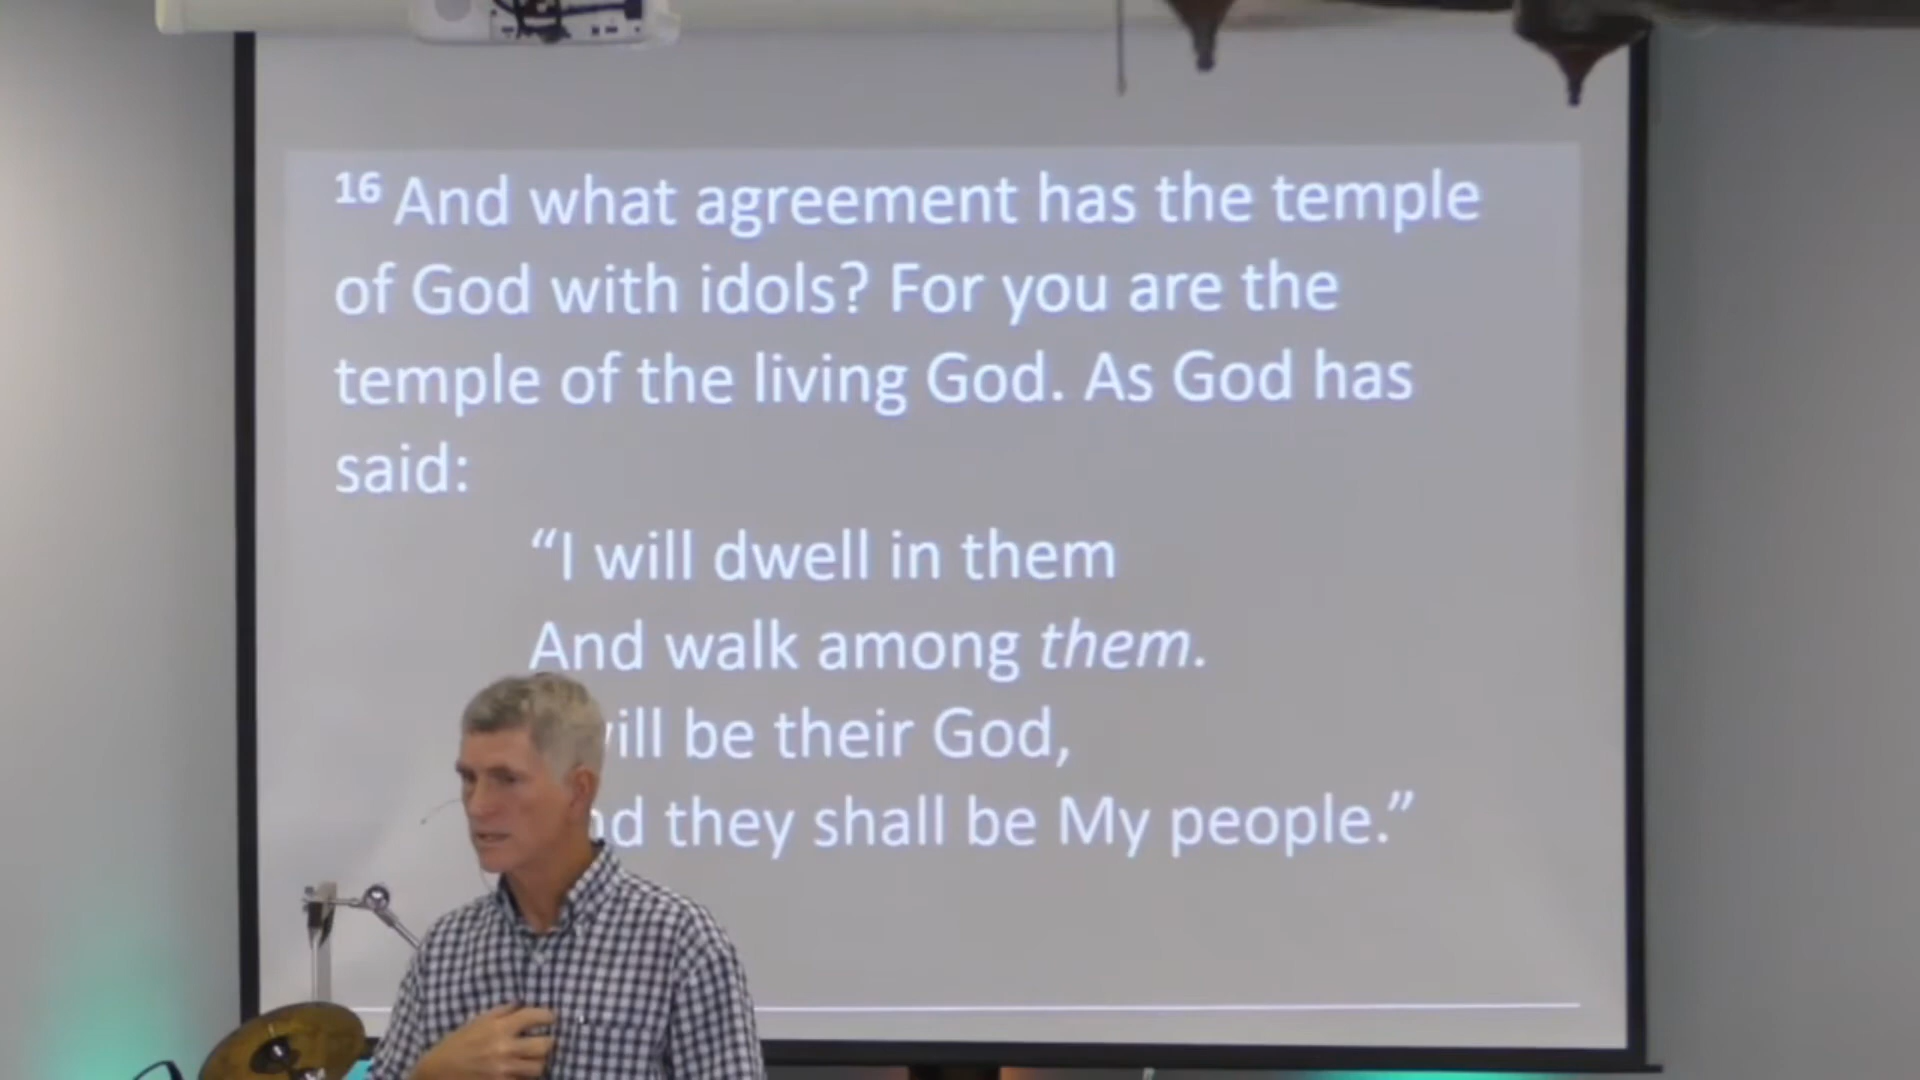 16 And what agreement has the temple
of God with idols? For you are the
temple of the living God. As God has
said:
“I will dwell in them
And walk among them.
be their God,
they shall be My people.”